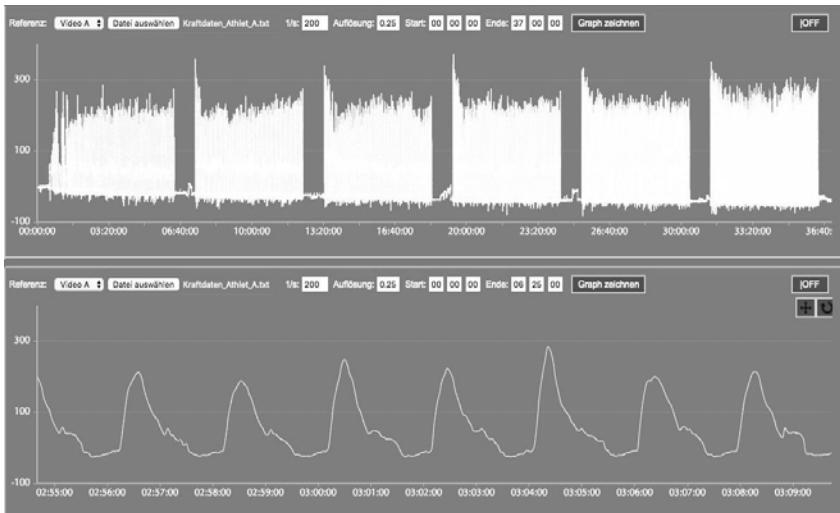 Referenz: Video A Datei auswählen Kraftdaten_Athlet_A.txt 1/s: 200 Auflösung: 0.25 Start: 00 00 00 Ende: 37 00 00 Graph zeichnen |OFF
300
100
-100
00:00:00 03:20:00 06:40:00 10:00:00 13:20:00 16:40:00 20:00:00 23:20:00 26:40:00 30:00:00 33:20:00 36:40:
Referenz: Video A Datei auswählen Kraftdaten_Athlet_A.txt 1/s: 200 Auflösung: 0.25 Start: 00 00 00 Ende: 06 25 00 Graph zeichnen |OFF
300
100
-100
02:55:00 02:56:00 02:57:00 02:58:00 02:59:00 03:00:00 03:01:00 03:02:00 03:03:00 03:04:00 03:05:00 03:06:00 03:07:00 03:08:00 03:09:00